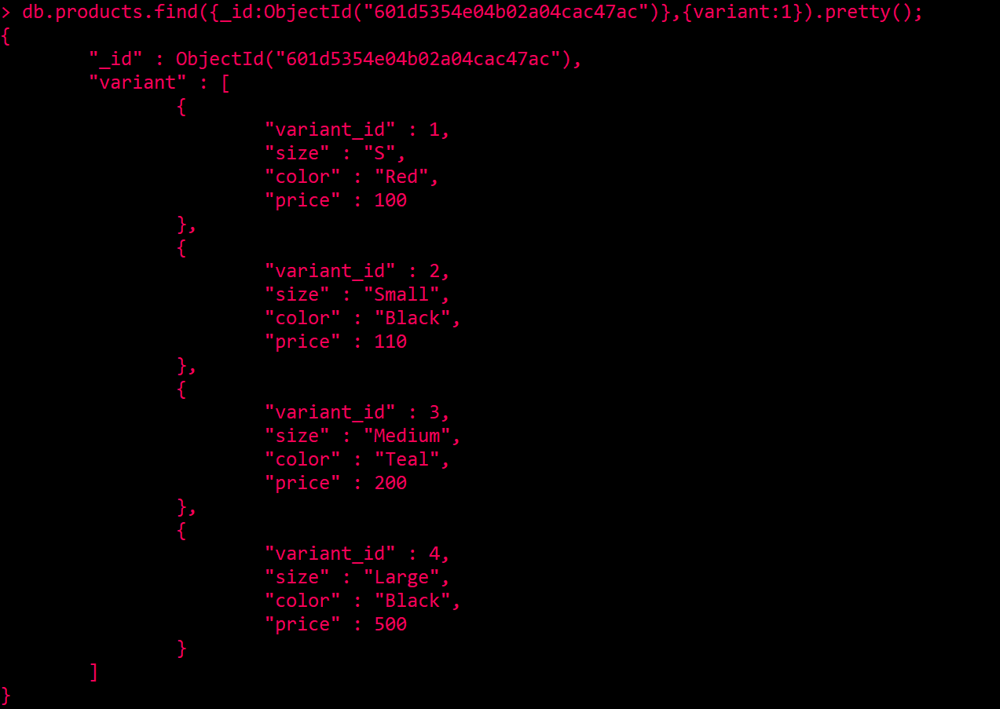 > db.products.find({_id:ObjectId("601d5354e04b02a04cac47ac")},{variant:1}).pretty();
{
        "_id" : ObjectId("601d5354e04b02a04cac47ac"),
        "variant" : [
                {
                        "variant_id" : 1,
                        "size" : "S",
                        "color" : "Red",
                        "price" : 100
                },
                {
                        "variant_id" : 2,
                        "size" : "Small",
                        "color" : "Black",
                        "price" : 110
                },
                {
                        "variant_id" : 3,
                        "size" : "Medium",
                        "color" : "Teal",
                        "price" : 200
                },
                {
                        "variant_id" : 4,
                        "size" : "Large",
                        "color" : "Black",
                        "price" : 500
                }
        ]
}